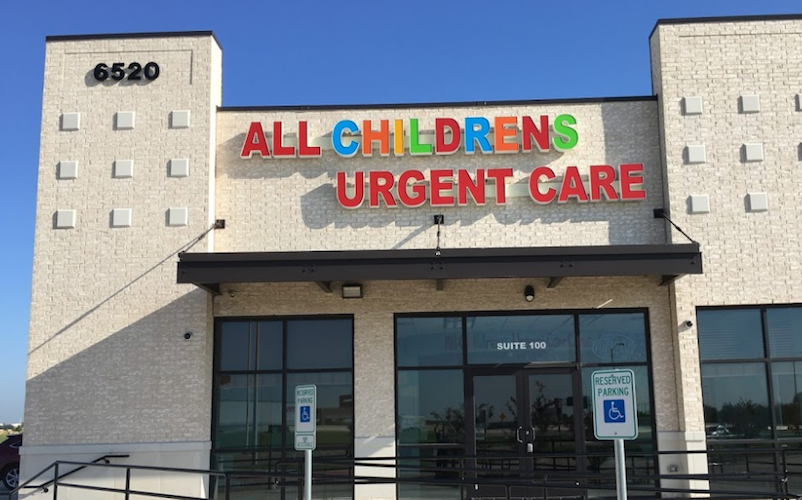 6520
ALL CHILDRENS
URGENT CARE
SUITE 100
RESERVED
PARKING
RESERVED
PARKING